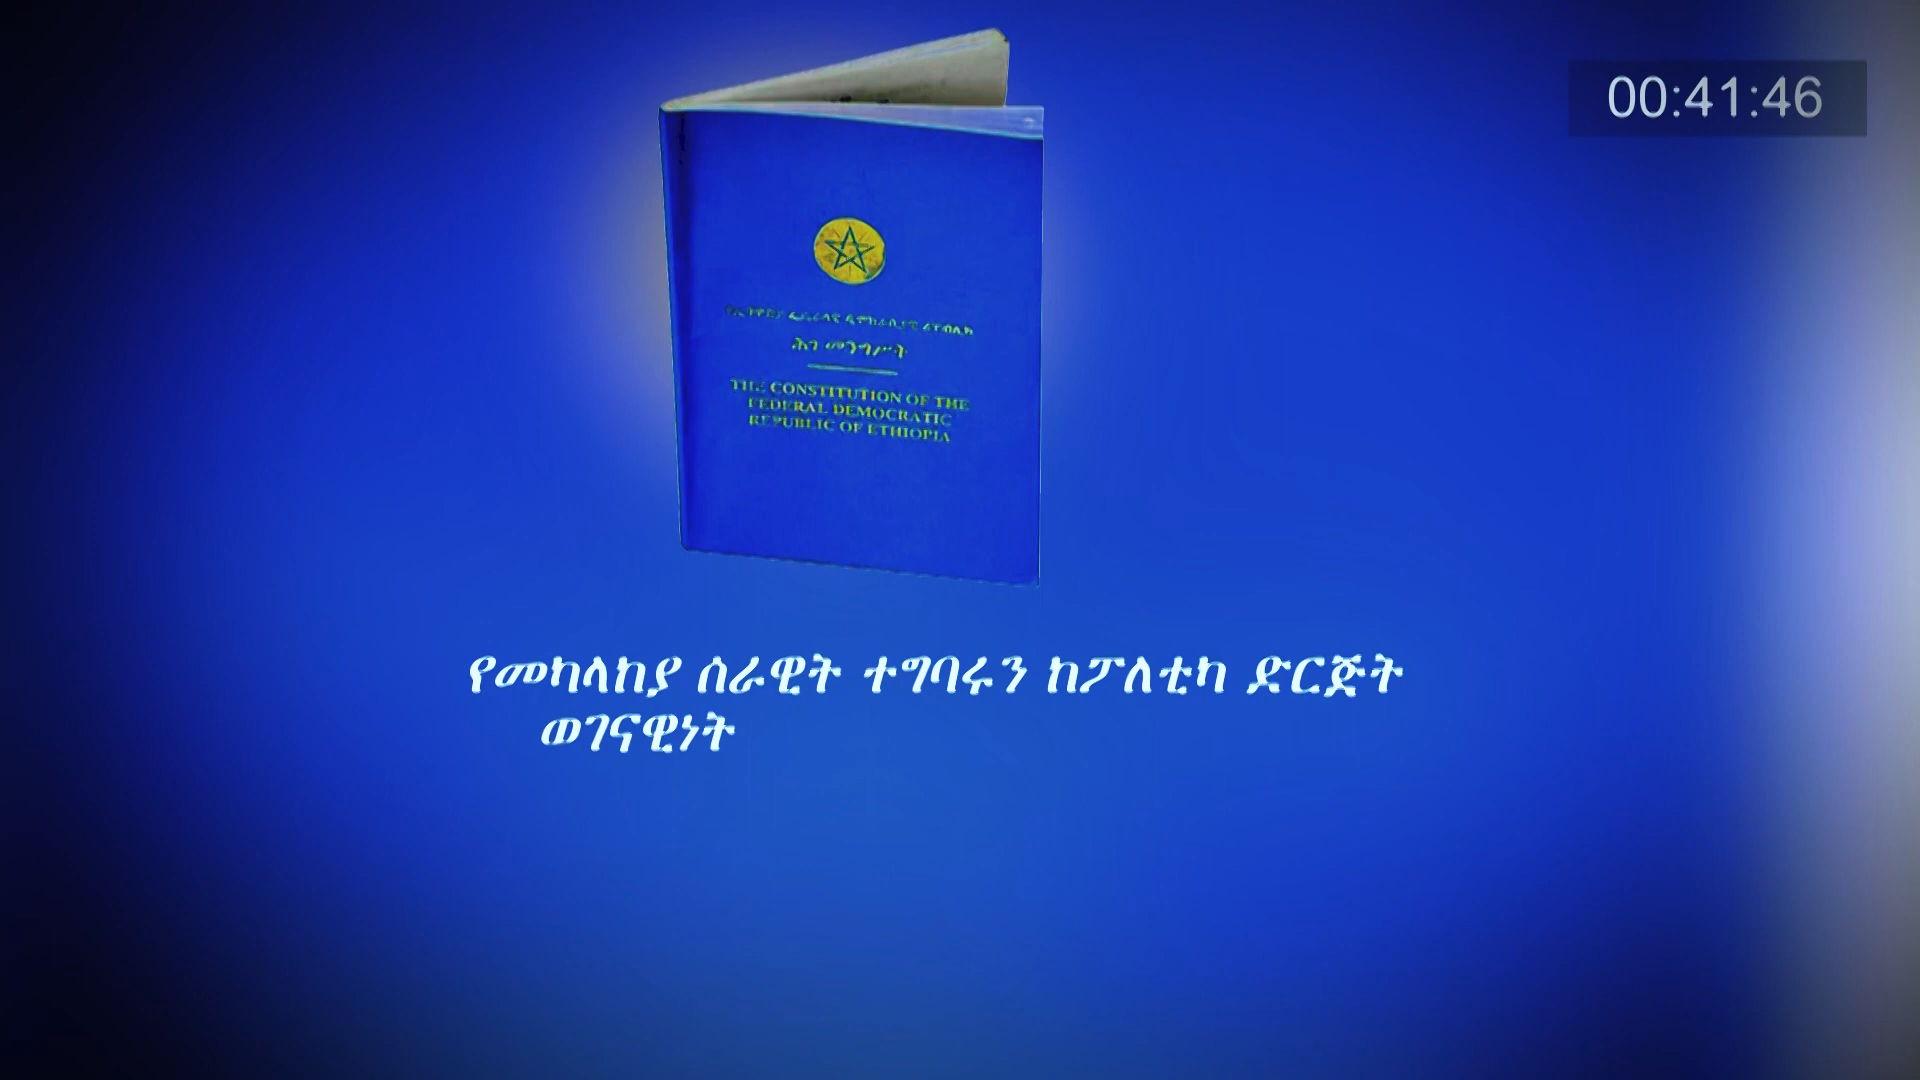 00:41:46
ሕገ መንግሥት
THE CONSTITUTION OF THE
FEDERAL DEMOCRATIC
REPUBLIC OF ETHIOPIA
የመከላከያ ሰራዊት ተግባሩን ከፖለቲካ ድርጅት
ወገናዊነት